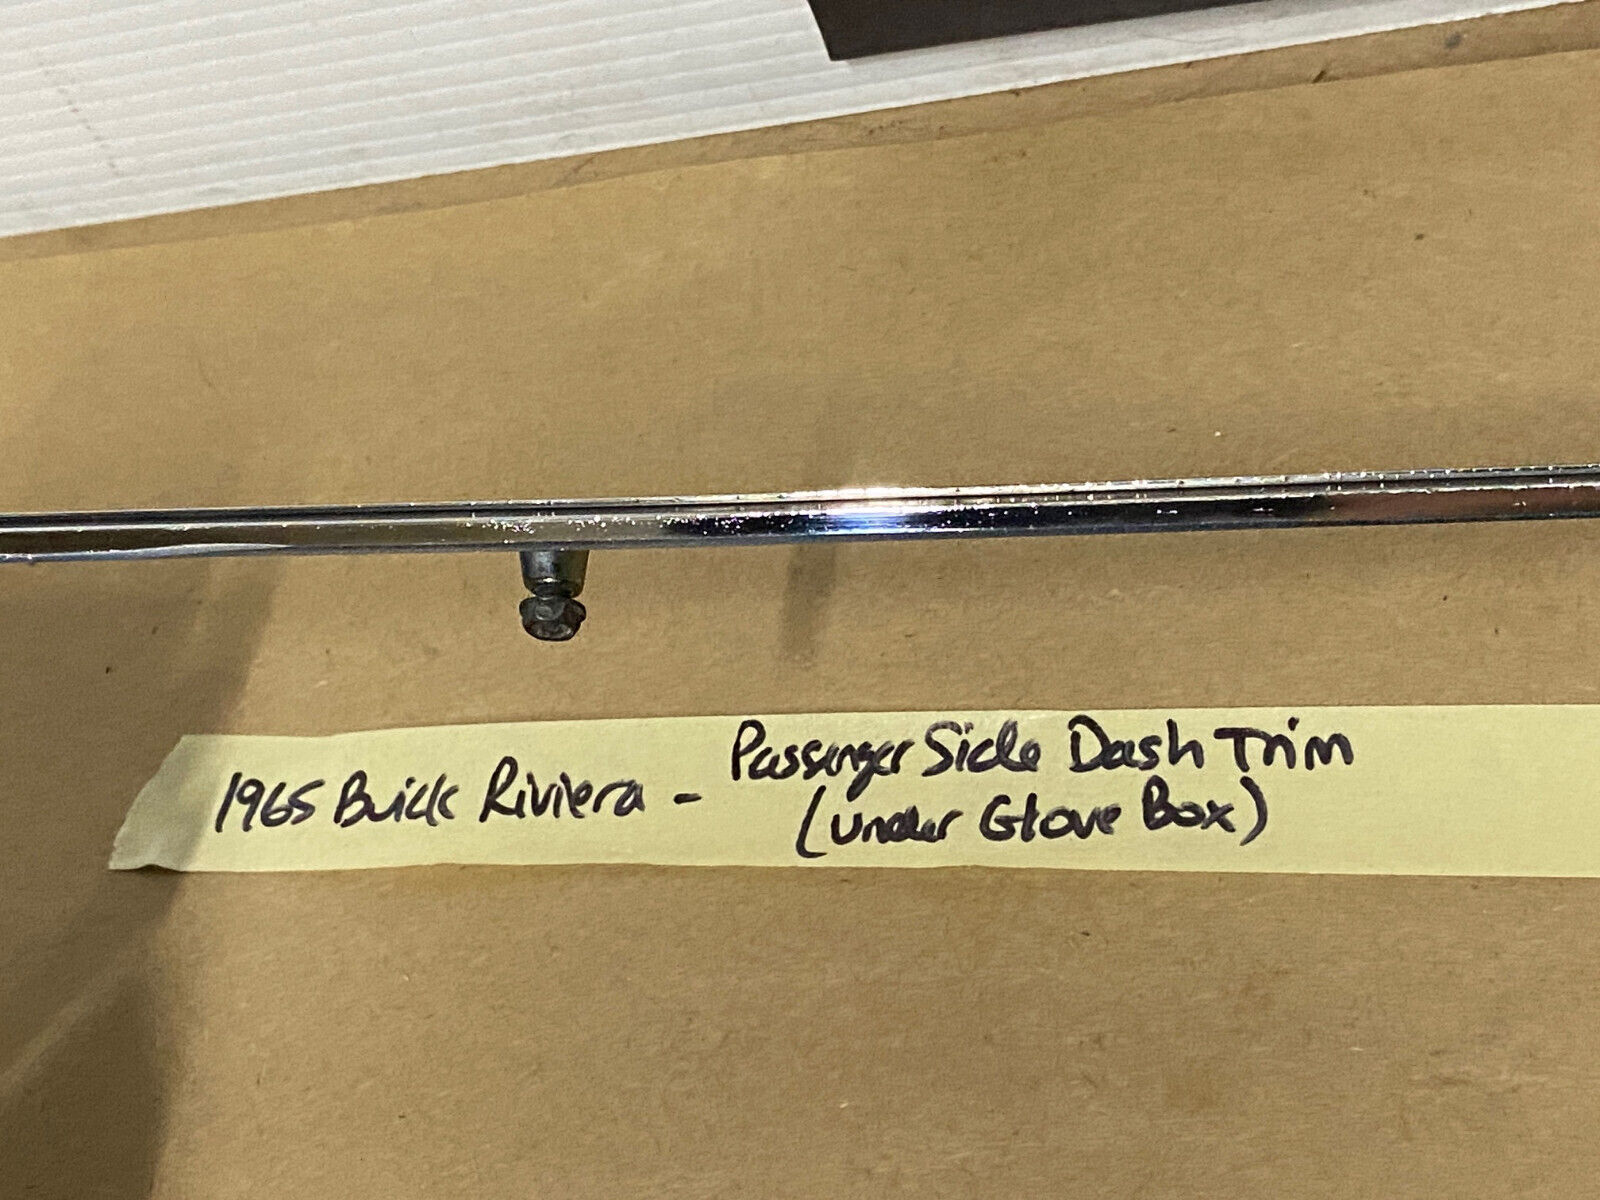 1965 Buick Riviera - Passenger Side Dash Trim
(under Glove Box)